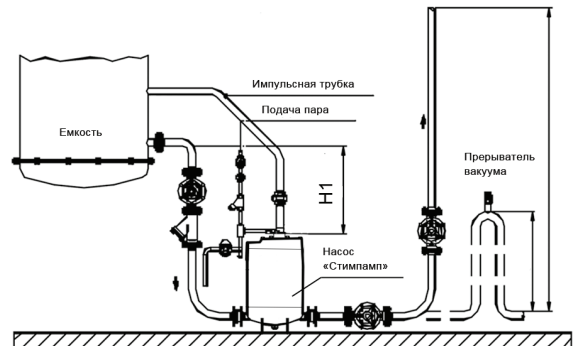 Импульсная трубка
Подача пара
Емкость
Прерыватель
вакуума
H1
Насос
«Стимпамп»